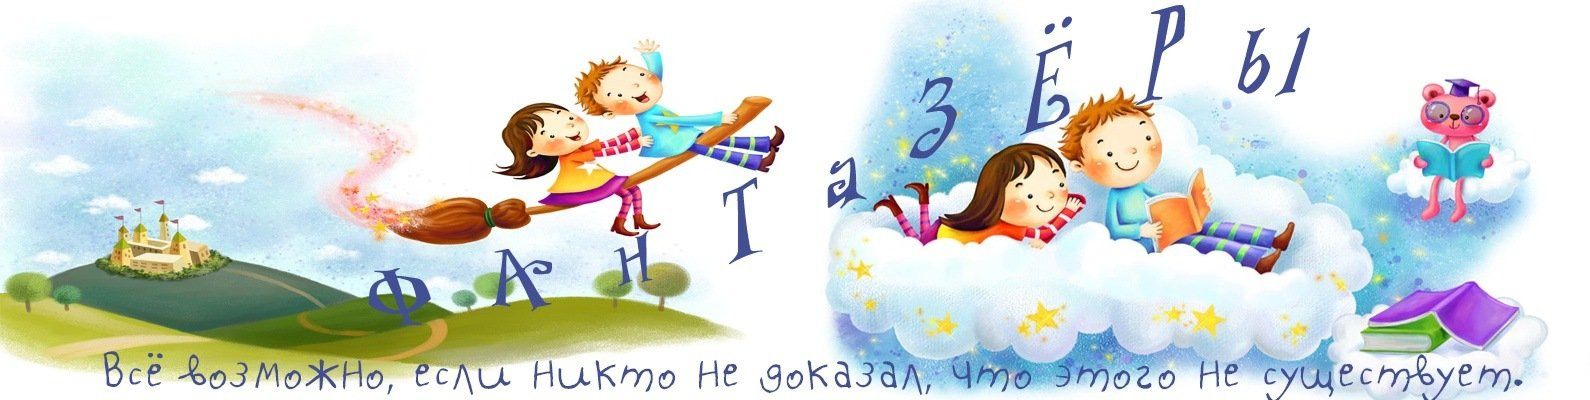 ФАНТаЗЁРЫ
Всё возможно, если никто не доказал, что этого не существует.